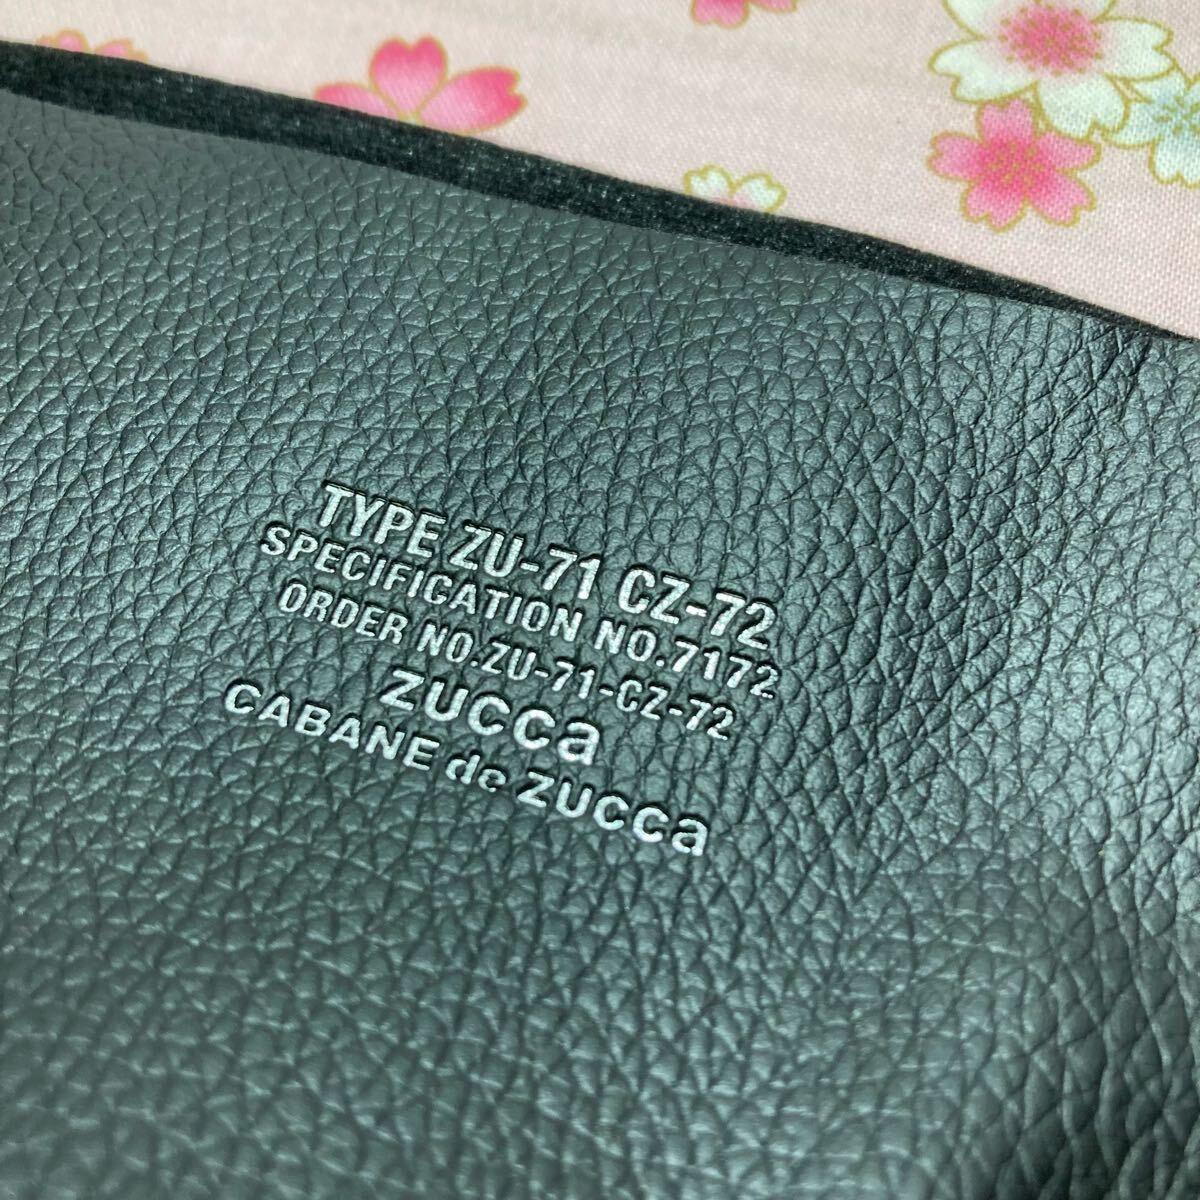 TYPE ZU-71 CZ-72
SPECIFICATION NO.7172
ORDER NO.ZU-71-CZ-72
zucca
CABANE de ZUCCa